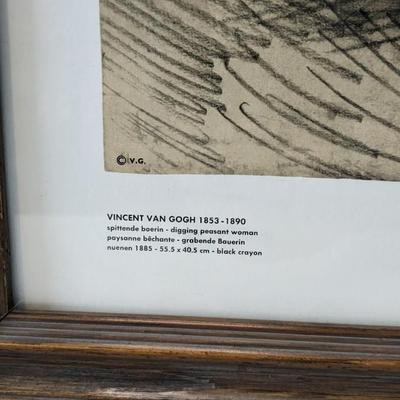 © V.G.
VINCENT VAN GOGH 1853-1890
spittende boerin - digging peasant woman
paysanne bêchante - grabende Bauerin
nuenen 1885 - 55.5 x 40.5 cm - black crayon